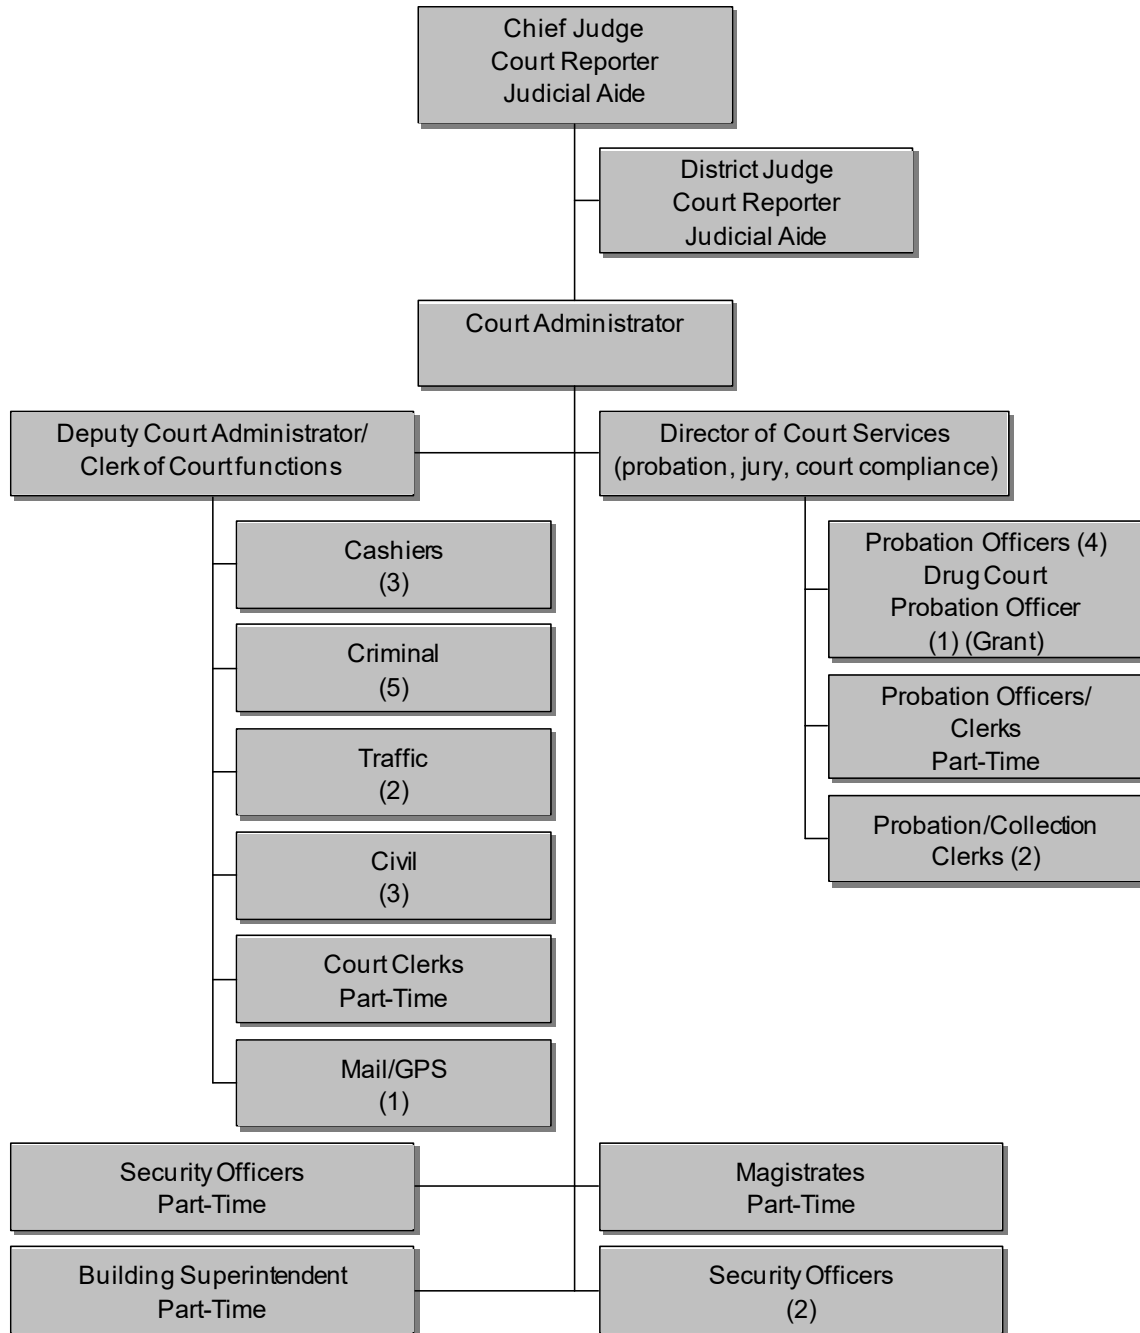 Chief Judge
Court Reporter
Judicial Aide
District Judge
Court Reporter
Judicial Aide
Court Administrator
Deputy Court Administrator/
Clerk of Court functions
Director of Court Services
(probation, jury, court compliance)
Cashiers
(3)
Criminal
(5)
Traffic
(2)
Civil
(3)
Court Clerks
Part-Time
Mail/GPS
(1)
Probation Officers (4)
Drug Court
Probation Officer
(1) (Grant)
Probation Officers/
Clerks
Part-Time
Probation/Collection
Clerks (2)
Security Officers
Part-Time
Magistrates
Part-Time
Building Superintendent
Part-Time
Security Officers
(2)